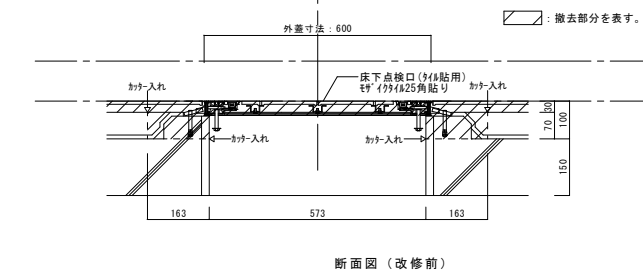 ：撤去部分を表す。
外蓋寸法：600
床下点検口(ﾀｲﾙ貼用)
ﾓｻﾞｲｸﾀｲﾙ25角貼り
ｶｯﾀｰ入れ
ｶｯﾀｰ入れ
30
70
100
ｶｯﾀｰ入れ
ｶｯﾀｰ入れ
150
163
573
163
断面図（改修前）